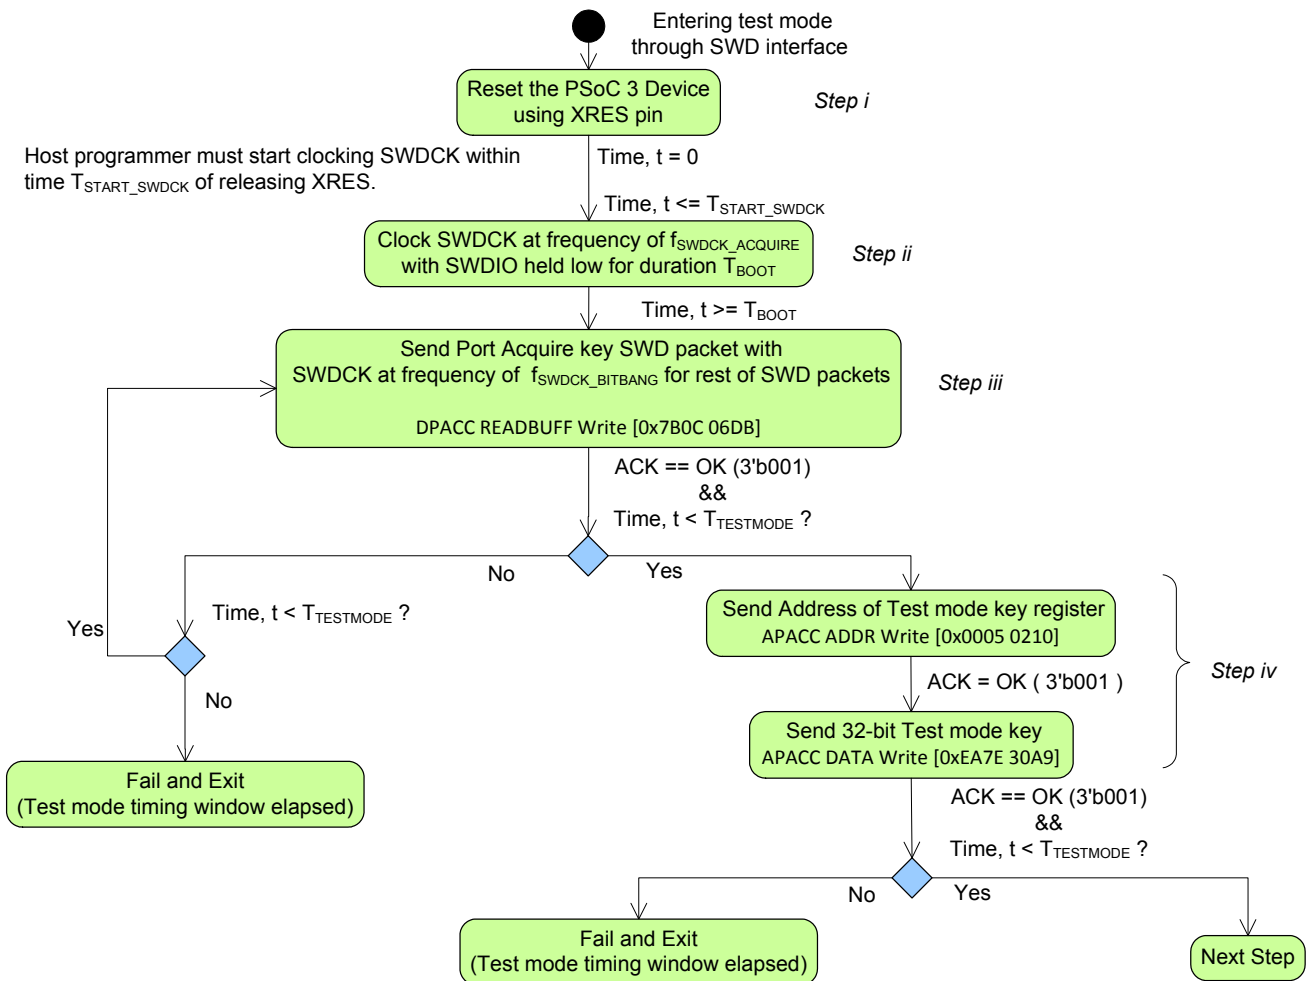 Entering test mode
through SWD interface
Reset the PSoC 3 Device
using XRES pin
Step i
Host programmer must start clocking SWDCK within
time TSTART_SWDCK of releasing XRES.
Time, t = 0
Time, t <= TSTART_SWDCK
Clock SWDCK at frequency of fSWDCK_ACQUIRE
with SWDIO held low for duration TBOOT
Step ii
Time, t >= TBOOT
Send Port Acquire key SWD packet with
SWDCK at frequency of fSWDCK_BITBANG for rest of SWD packets
DPACC READBUFF Write [0x7B0C 06DB]
Step iii
ACK == OK (3'b001)
&&
Time, t < TTESTMODE ?
No
Yes
Time, t < TTESTMODE ?
Yes
No
Fail and Exit
(Test mode timing window elapsed)
Send Address of Test mode key register
APACC ADDR Write [0x0005 0210]
ACK = OK ( 3'b001 )
Step iv
Send 32-bit Test mode key
APACC DATA Write [0xEA7E 30A9]
ACK == OK (3'b001)
&&
Time, t < TTESTMODE ?
No
Yes
Fail and Exit
(Test mode timing window elapsed)
Next Step